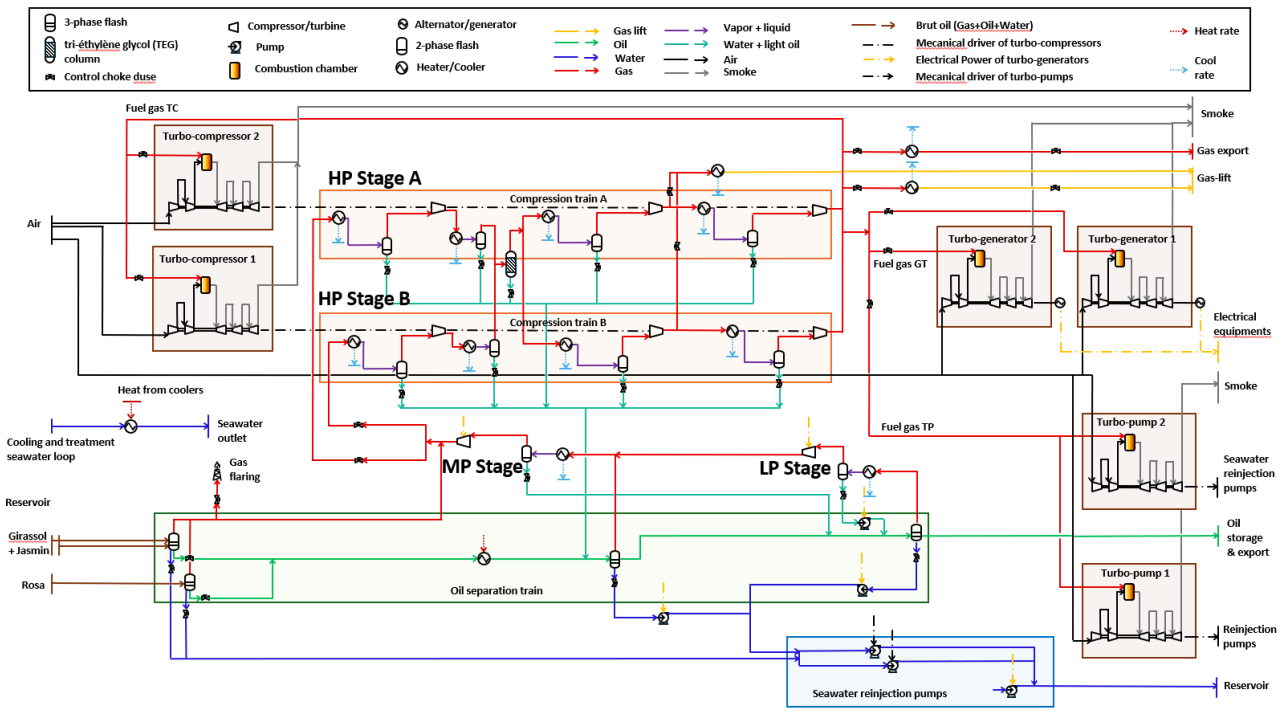 3-phase flash
tri-éthylène glycol (TEG)
column
Control choke duse
Compressor/turbine
Pump
Combustion chamber
Alternator/generator
2-phase flash
Heater/Cooler
Gas lift
Oil
Water
Gas
Vapor + liquid
Water + light oil
Air
Smoke
Brut oil (Gas+Oil+Water)
Mecanical driver of turbo-compressors
Electrical Power of turbo-generators
Mecanical driver of turbo-pumps
Heat rate
Cool
rate
Fuel gas TC
Turbo-compressor 2
Smoke
Gas export
Gas-lift
HP Stage A
Compression train A
Air
Turbo-compressor 1
Turbo-generator 2
Turbo-generator 1
Fuel gas GT
HP Stage B
Compression train B
Electrical
equipments
Heat from coolers
Smoke
Cooling and treatment
seawater loop
Seawater
outlet
Fuel gas TP
Turbo-pump 2
MP Stage
LP Stage
Gas
flaring
Seawater
reinjection
pumps
Reservoir
Girassol
+ Jasmin
Oil
storage
& export
Rosa
Oil separation train
Turbo-pump 1
Reinjection
pumps
Seawater reinjection pumps
Reservoir